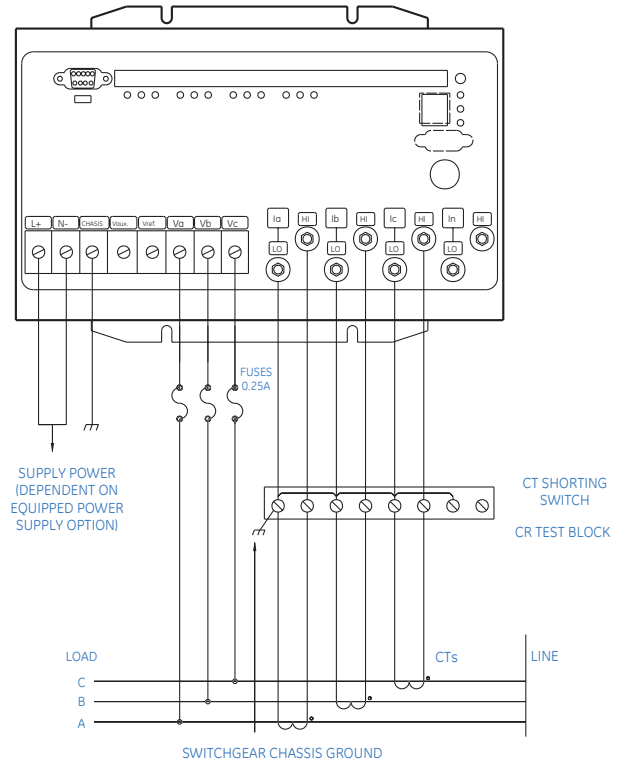 L+ N- CHASIS Vaux. Vref. Va Vb Vc
Ia HI Ib HI Ic HI In HI
LO LO LO LO
FUSES
0.25A
SUPPLY POWER
(DEPENDENT ON
EQUIPPED POWER
SUPPLY OPTION)
CT SHORTING
SWITCH
CR TEST BLOCK
LOAD
CTs
LINE
C
B
A
SWITCHGEAR CHASSIS GROUND